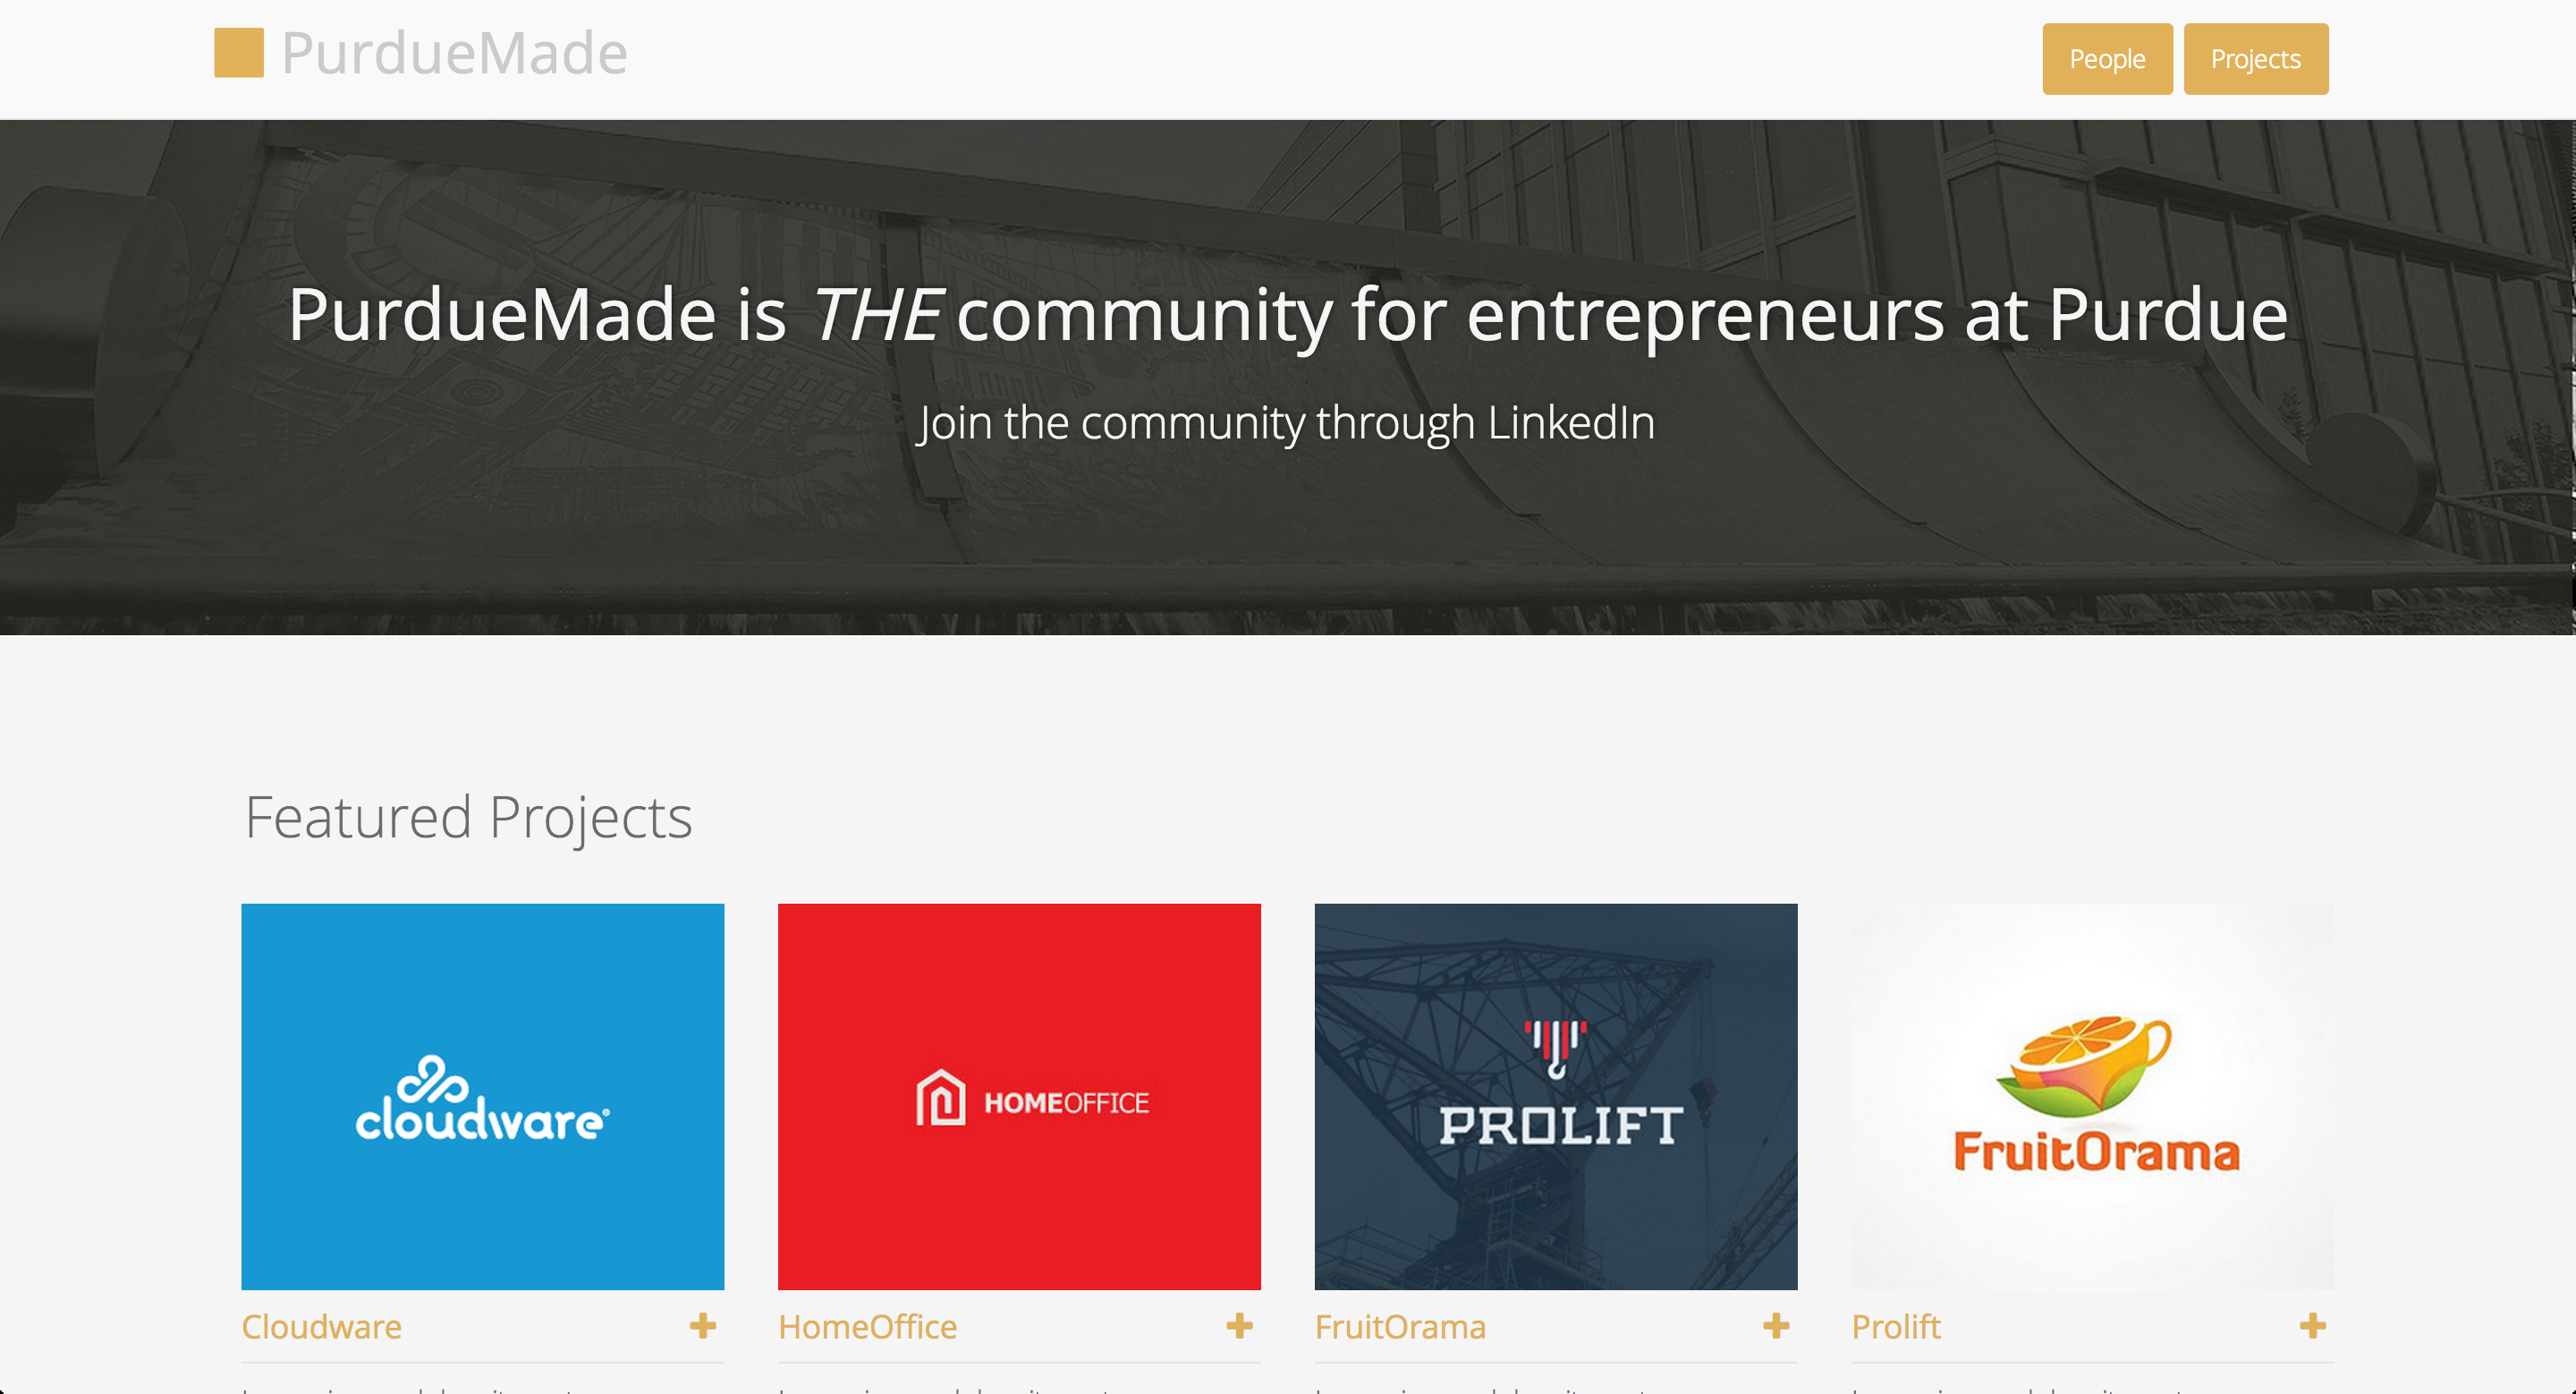 PurdueMade
People
Projects
PurdueMade is THE community for entrepreneurs at Purdue
Join the community through LinkedIn
Featured Projects
cloudware®
HOMEOFFICE
PROLIFT
FruitOrama
Cloudware
HomeOffice
FruitOrama
Prolift